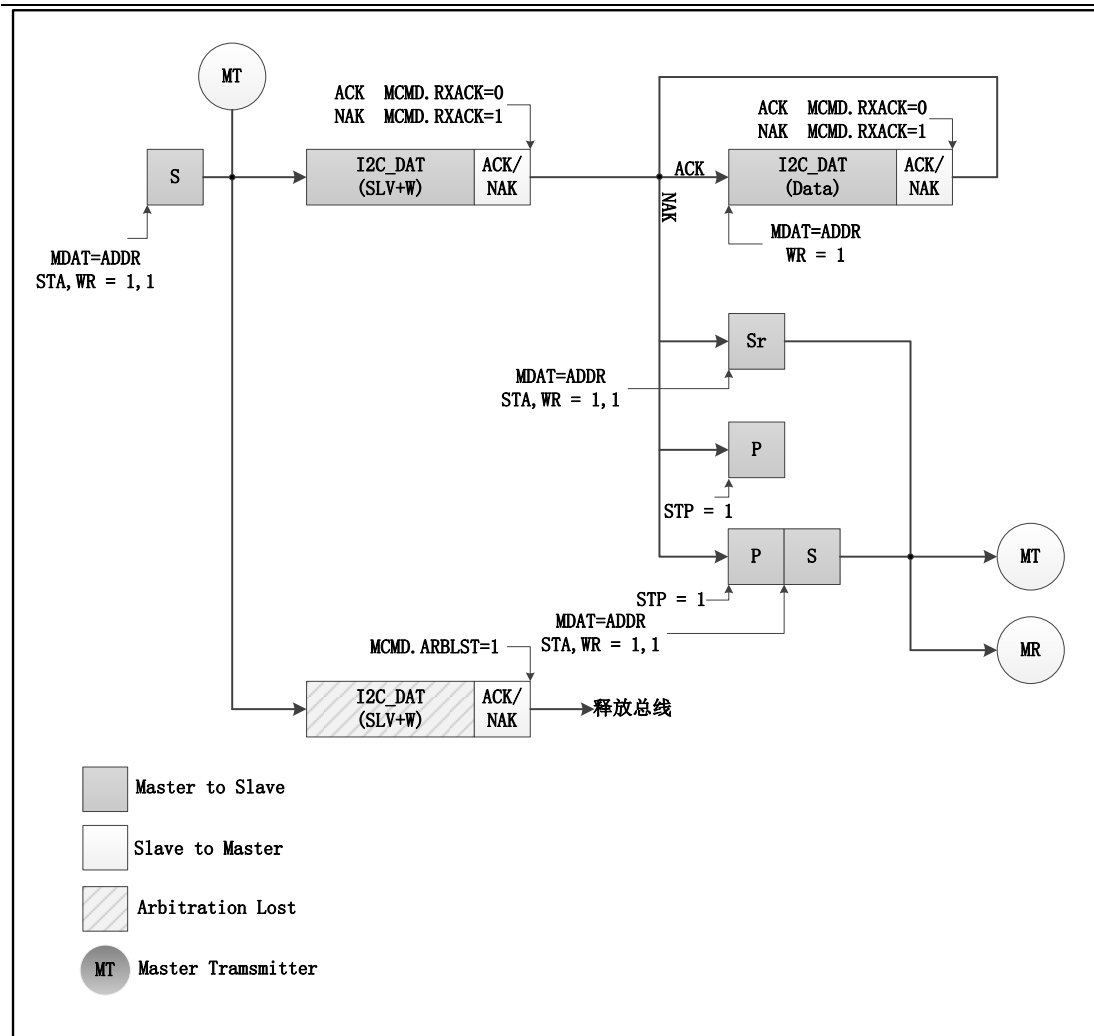 MT
ACK MCMD.RXACK=0
NAK MCMD.RXACK=1
ACK MCMD.RXACK=0
NAK MCMD.RXACK=1
S
I2C_DAT
(SLV+W)
ACK/
NAK
ACK
NAK
I2C_DAT
(Data)
ACK/
NAK
MDAT=ADDR
STA,WR = 1,1
MDAT=ADDR
WR = 1
Sr
MDAT=ADDR
STA,WR = 1,1
P
STP = 1
P
S
MT
STP = 1
MDAT=ADDR
STA,WR = 1,1
MR
MCMD.ARBLST=1
I2C_DAT
(SLV+W)
ACK/
NAK
释放总线
Master to Slave
Slave to Master
Arbitration Lost
MT
Master Tramsmitter